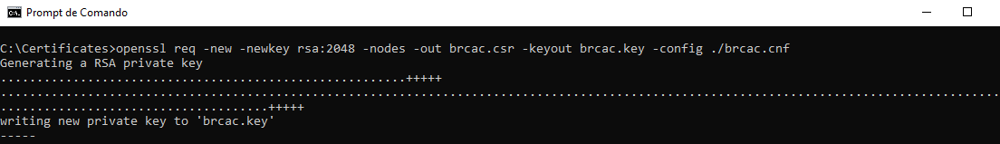 Prompt de Comando
C:\Certificates>openssl req -new -newkey rsa:2048 -nodes -out brcac.csr -keyout brcac.key -config ./brcac.cnf
Generating a RSA private key
........................................................+++++
..........................................................................................................................................
.....................................+++++
writing new private key to 'brcac.key'
-----